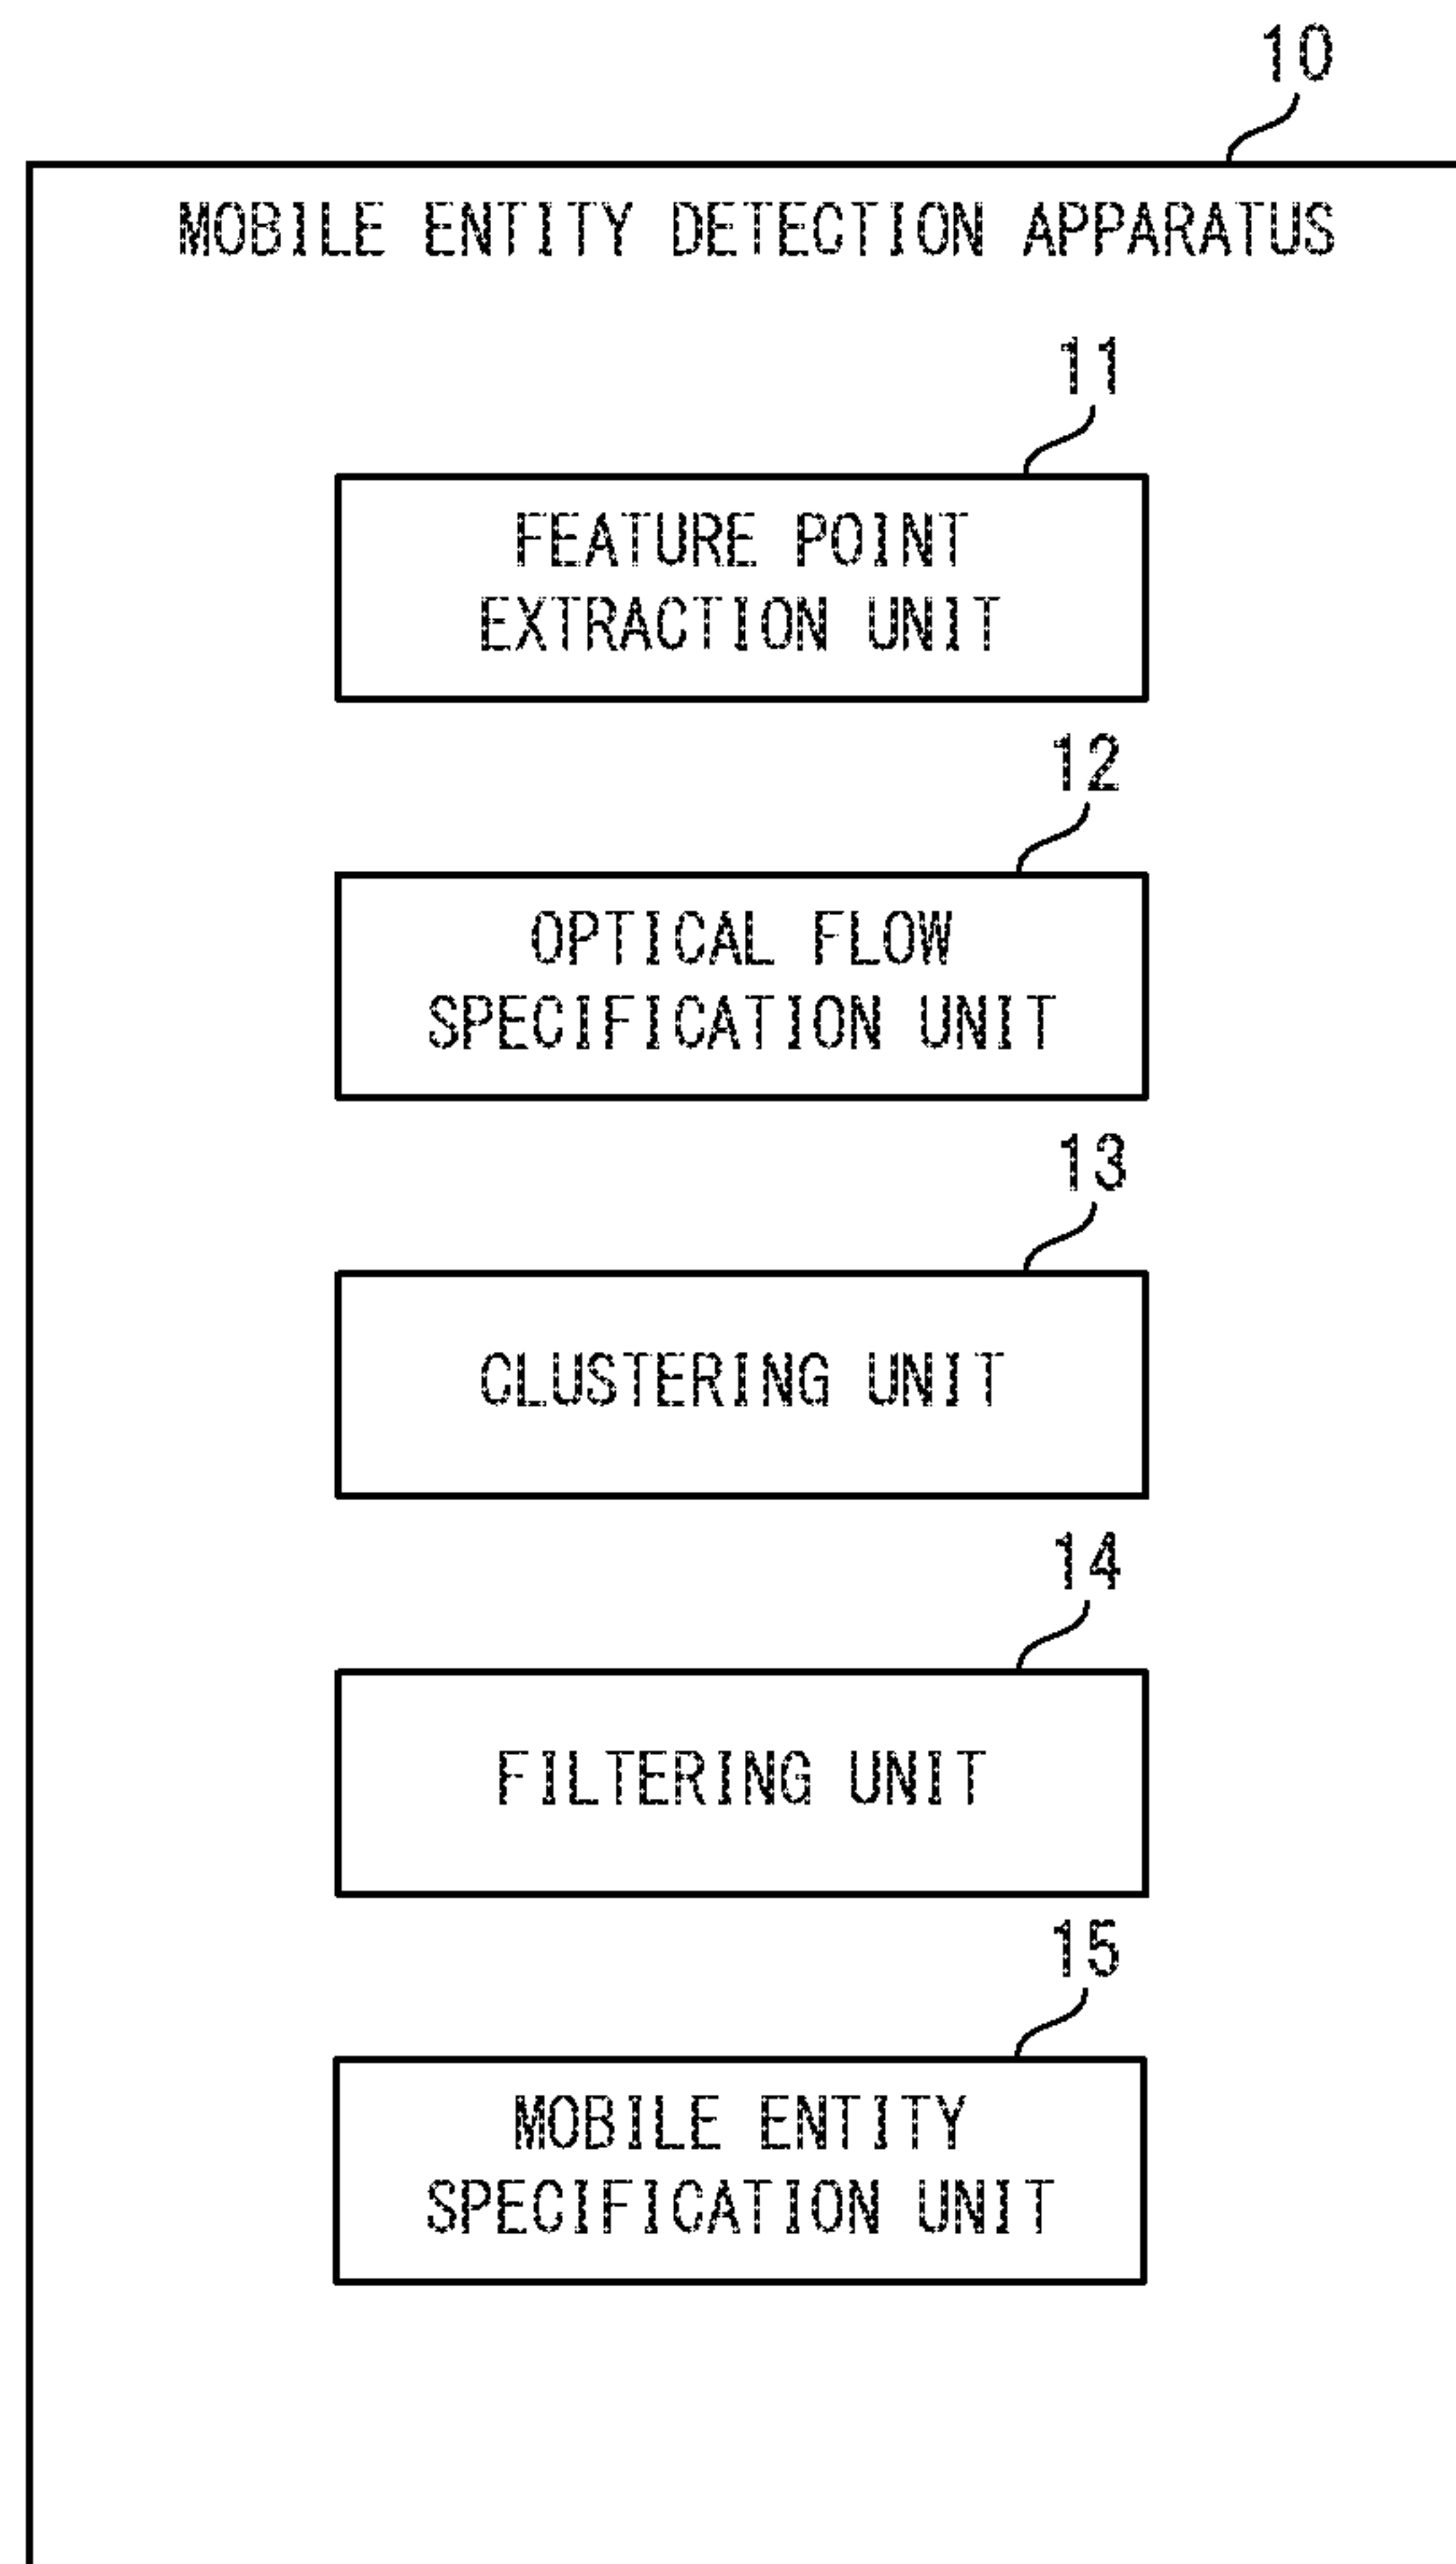 10
MOBILE ENTITY DETECTION APPARATUS
11
FEATURE POINT
EXTRACTION UNIT
12
OPTICAL FLOW
SPECIFICATION UNIT
13
CLUSTERING UNIT
14
FILTERING UNIT
15
MOBILE ENTITY
SPECIFICATION UNIT